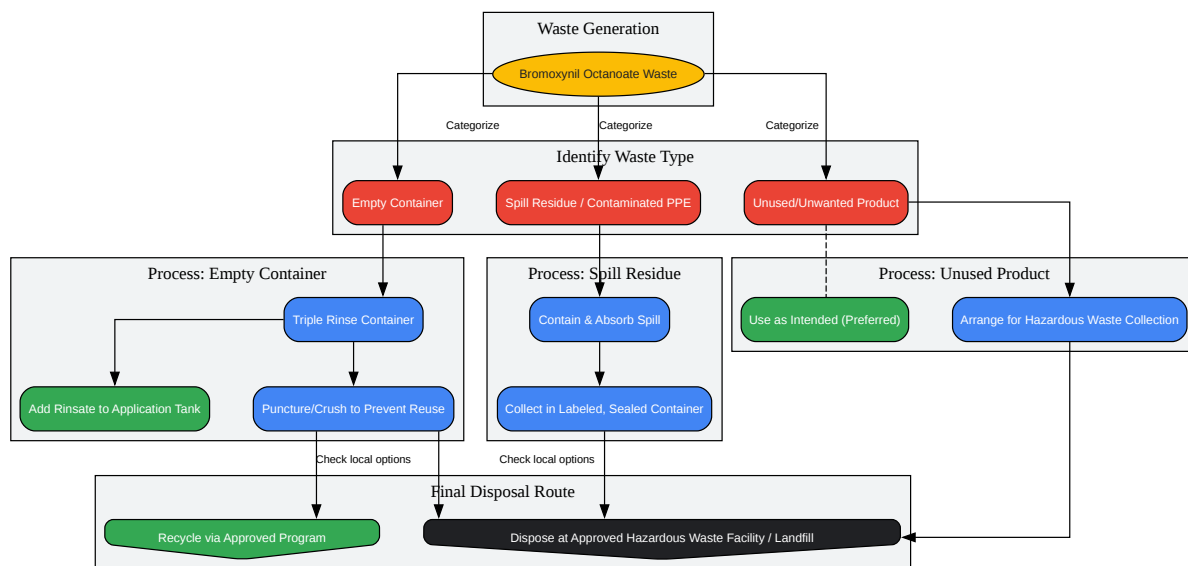 Waste Generation
Bromoxynil Octanoate Waste
Categorize
Categorize
Categorize
Identify Waste Type
Empty Container
Spill Residue / Contaminated PPE
Unused/Unwanted Product
Process: Empty Container
Process: Spill Residue
Process: Unused Product
Triple Rinse Container
Contain & Absorb Spill
Use as Intended (Preferred)
Arrange for Hazardous Waste Collection
Add Rinsate to Application Tank
Puncture/Crush to Prevent Reuse
Collect in Labeled, Sealed Container
Check local options
Check local options
Final Disposal Route
Recycle via Approved Program
Dispose at Approved Hazardous Waste Facility / Landfill